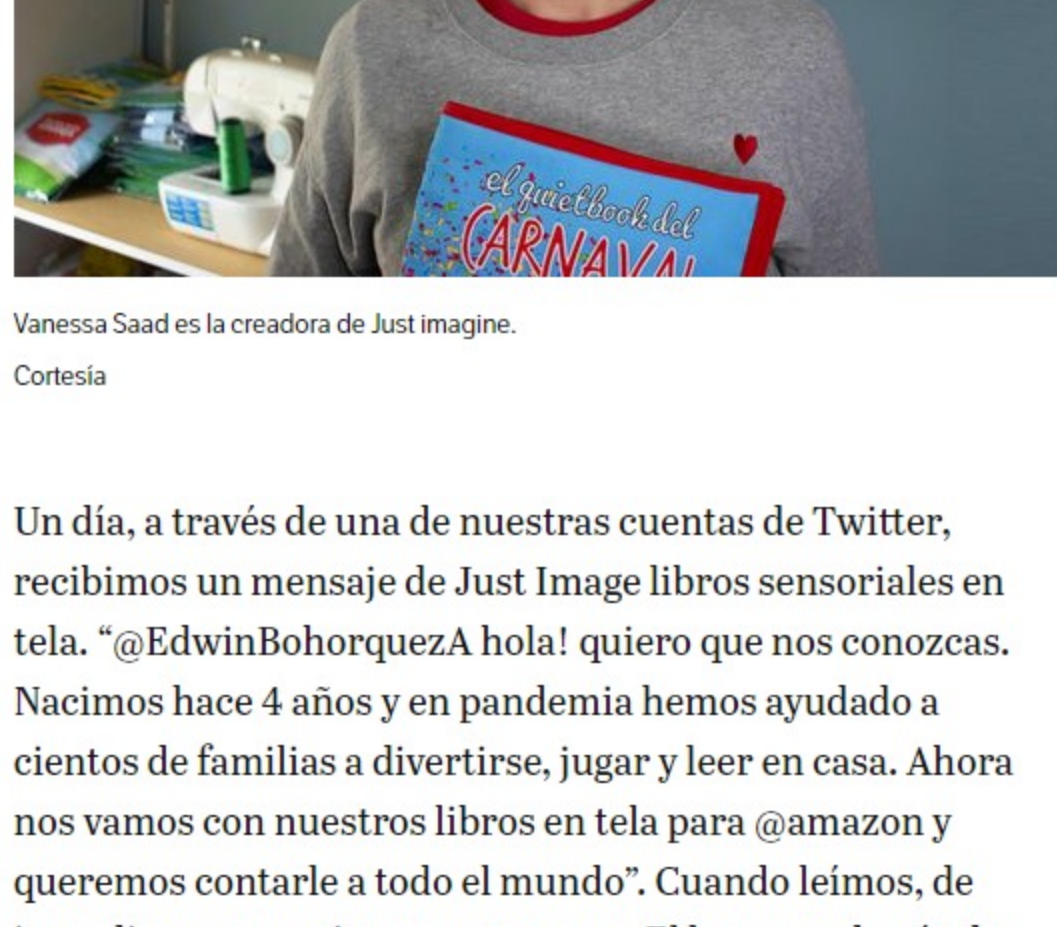 el quietbook del
CARNAVAL
Vanessa Saad es la creadora de Just imagine.
Cortesía
Un día, a través de una de nuestras cuentas de Twitter,
recibimos un mensaje de Just Image libros sensoriales en
tela. “@EdwinBohorquezA hola! quiero que nos conozcas.
Nacimos hace 4 años y en pandemia hemos ayudado a
cientos de familias a divertirse, jugar y leer en casa. Ahora
nos vamos con nuestros libros en tela para @amazon y
queremos contarle a todo el mundo”. Cuando leímos, de